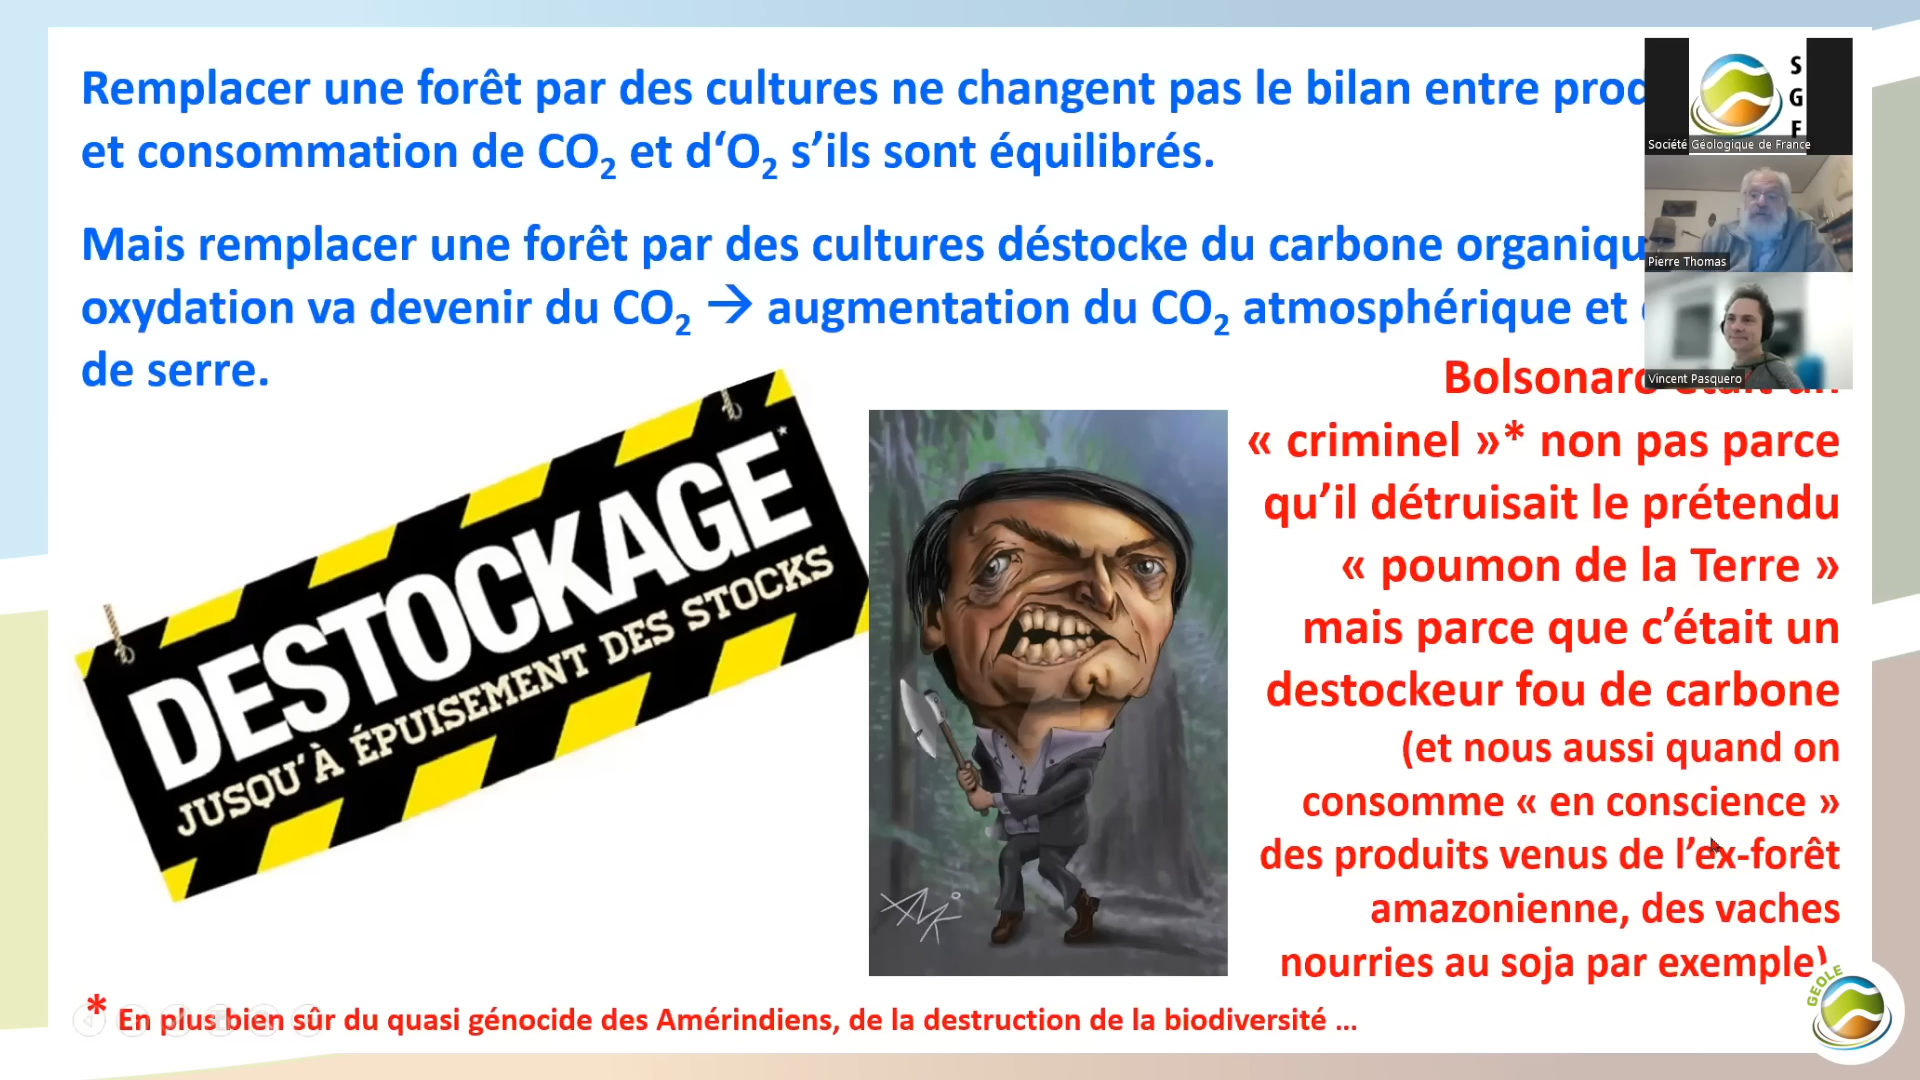 Remplacer une forêt par des cultures ne changent pas le bilan entre
et consommation de CO2 et d‘O2 s’ils sont équilibrés.
Mais remplacer une forêt par des cultures déstocke du carbone
oxydation va devenir du CO2 → augmentation du CO2 atmosphérique et
de serre.
DESTOCKAGE*
JUSQU'À ÉPUISEMENT DES STOCKS
Bolsonaro était un
« criminel »* non pas parce
qu’il détruisait le prétendu
« poumon de la Terre »
mais parce que c’était un
destockeur fou de carbone
(et nous aussi quand on
consomme « en conscience »
des produits venus de l’ex-forêt
amazonienne, des vaches
nourries au soja par exemple)
* En plus bien sûr du quasi génocide des Amérindiens, de la destruction de la biodiversité ...
SGF
Société Géologique de France
Pierre Thomas
Vincent Pasquero
GEOLE